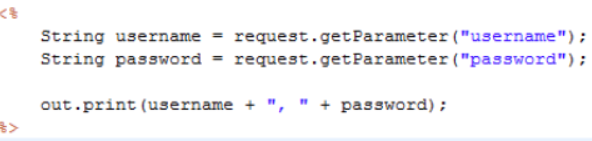 <%
String username = request.getParameter("username");
String password = request.getParameter("password");
out.print(username + ", " + password);
%>